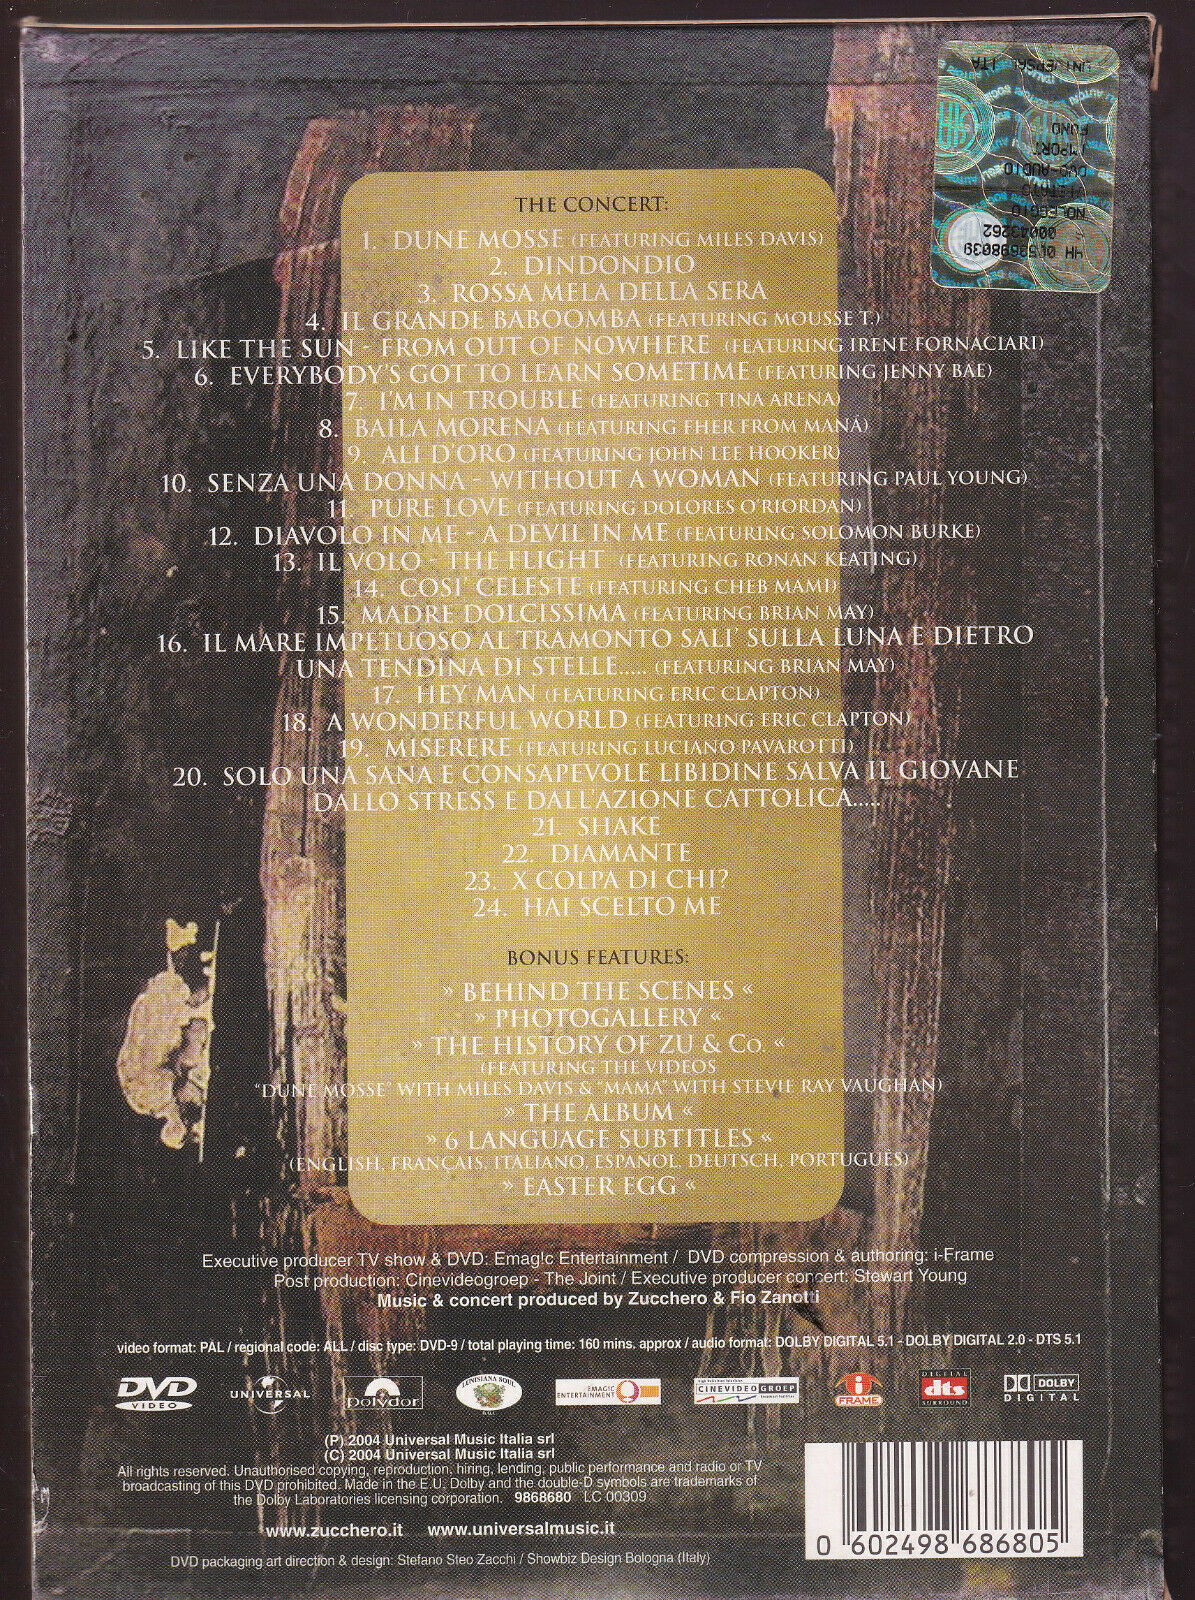 UNIVERSAL ITA
FONO
IMPORT
DVD-AUDIO
NOLEGGIO
00043262
THE CONCERT:
1. DUNE MOSSE (FEATURING MILES DAVIS)
2. DINDONDIO
3. ROSSA MELA DELLA SERA
4. IL GRANDE BABOOMBA (FEATURING MOUSSE T.)
5. LIKE THE SUN - FROM OUT OF NOWHERE (FEATURING IRENE FORNACIARI)
6. EVERYBODY'S GOT TO LEARN SOMETIME (FEATURING JENNY BAE)
7. I'M IN TROUBLE (FEATURING TINA ARENA)
8. BAILA MORENA (FEATURING FHER FROM MANÁ)
9. ALI D'ORO (FEATURING JOHN LEE HOOKER)
10. SENZA UNA DONNA - WITHOUT A WOMAN (FEATURING PAUL YOUNG)
11. PURE LOVE (FEATURING DOLORES O'RIORDAN)
12. DIAVOLO IN ME - A DEVIL IN ME (FEATURING SOLOMON BURKE)
13. IL VOLO - THE FLIGHT (FEATURING RONAN KEATING)
14. COSI' CELESTE (FEATURING CHEB MAMI)
15. MADRE DOLCISSIMA (FEATURING BRIAN MAY)
16. IL MARE IMPETUOSO AL TRAMONTO SALI' SULLA LUNA E DIETRO
UNA TENDINA DI STELLE..... (FEATURING BRIAN MAY)
17. HEY MAN (FEATURING ERIC CLAPTON)
18. A WONDERFUL WORLD (FEATURING ERIC CLAPTON)
19. MISERERE (FEATURING LUCIANO PAVAROTTI)
20. SOLO UNA SANA E CONSAPEVOLE LIBIDINE SALVA IL GIOVANE
DALLO STRESS E DALL'AZIONE CATTOLICA.....
21. SHAKE
22. DIAMANTE
23. X COLPA DI CHI?
24. HAI SCELTO ME
BONUS FEATURES:
» BEHIND THE SCENES «
» PHOTOGALLERY «
» THE HISTORY OF ZU & Co. «
(FEATURING THE VIDEOS
"DUNE MOSSE" WITH MILES DAVIS & "MAMA" WITH STEVIE RAY VAUGHAN)
» THE ALBUM «
» 6 LANGUAGE SUBTITLES «
(ENGLISH, FRANÇAIS, ITALIANO, ESPAÑOL, DEUTSCH, PORTUGUÊS)
» EASTER EGG «
Executive producer TV show & DVD: Emag!c Entertainment / DVD compression & authoring: i-Frame
Post production: Cinevideogroep - The Joint / Executive producer concert: Stewart Young
Music & concert produced by Zucchero & Fio Zanotti
video format: PAL / regional code: ALL / disc type: DVD-9 / total playing time: 160 mins. approx / audio format: DOLBY DIGITAL 5.1 - DOLBY DIGITAL 2.0 - DTS 5.1
DVD VIDEO UNIVERSAL polydor LUNISIANA SOUL EMAGIC ENTERTAINMENT CINEVIDEOGROEP i FRAME DIGITAL dts SURROUND DOLBY DIGITAL
(P) 2004 Universal Music Italia srl
(C) 2004 Universal Music Italia srl
All rights reserved. Unauthorised copying, reproduction, hiring, lending, public performance and radio or TV
broadcasting of this DVD prohibited. Made in the E.U. Dolby and the double-D symbols are trademarks of
the Dolby Laboratories licensing corporation. 9868680 LC 00309
www.zucchero.it www.universalmusic.it
DVD packaging art direction & design: Stefano Steo Zacchi / Showbiz Design Bologna (Italy)
0 602498 686805